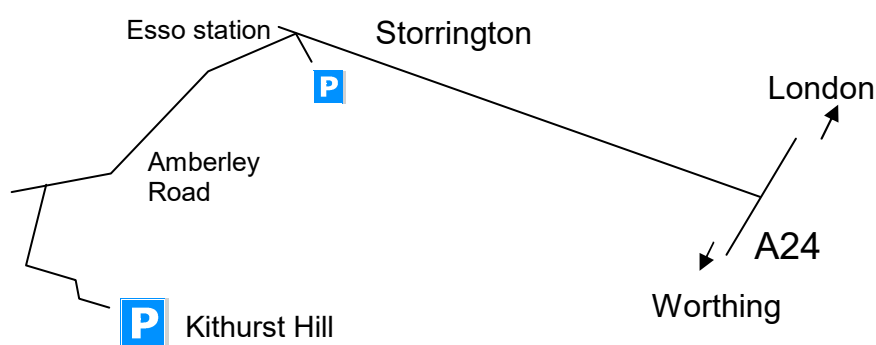 Esso station
Storrington
P
London
Amberley
Road
A24
Worthing
P
Kithurst Hill